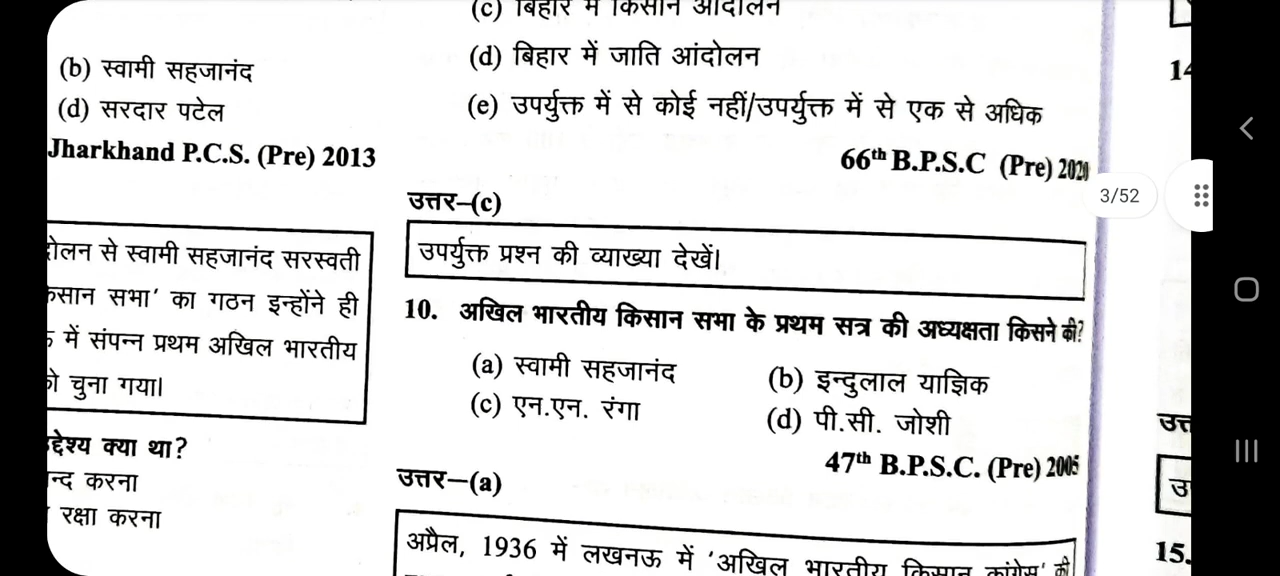 (b) स्वामी सहजानंद
(d) सरदार पटेल
Jharkhand P.C.S. (Pre) 2013
दोलन से स्वामी सहजानंद सरस्वती
सभा' का गठन इन्होंने ही
में संपन्न प्रथम अखिल भारतीय
चुना गया।
क्या था?
करना
रक्षा करना
(c) बिहार में किसान आंदोलन
(d) बिहार में जाति आंदोलन
(e) उपर्युक्त में से कोई नहीं/उपर्युक्त में से एक से अधिक
66th B.P.S.C (Pre) 2020
उत्तर–(c)
उपर्युक्त प्रश्न की व्याख्या देखें।
10. अखिल भारतीय किसान सभा के प्रथम सत्र की अध्यक्षता किसने की?
(a) स्वामी सहजानंद (b) इन्दुलाल याज्ञिक
(c) एन.एन. रंगा (d) पी.सी. जोशी
47th B.P.S.C. (Pre) 2005
उत्तर–(a)
अप्रैल, 1936 में लखनऊ में 'अखिल भारतीय किसान कांग्रेस' की
3/52
14
15.